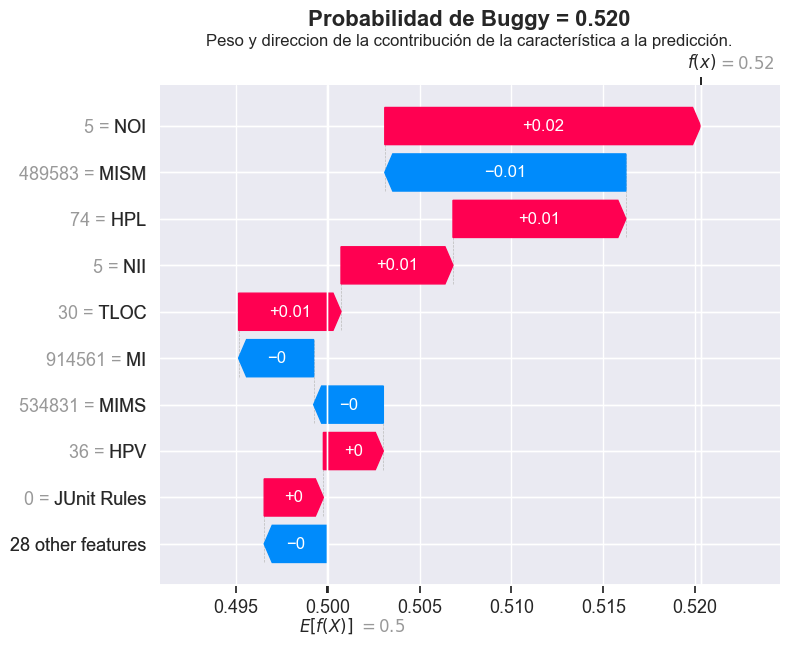 Probabilidad de Buggy = 0.520
Peso y direccion de la ccontribución de la característica a la predicción.
f(x) = 0.52
5 = NOI
+0.02
489583 = MISM
−0.01
74 = HPL
+0.01
5 = NII
+0.01
30 = TLOC
+0.01
914561 = MI
−0
534831 = MIMS
−0
36 = HPV
+0
0 = JUnit Rules
+0
28 other features
−0
0.495 0.500 0.505 0.510 0.515 0.520
E[f(X)] = 0.5